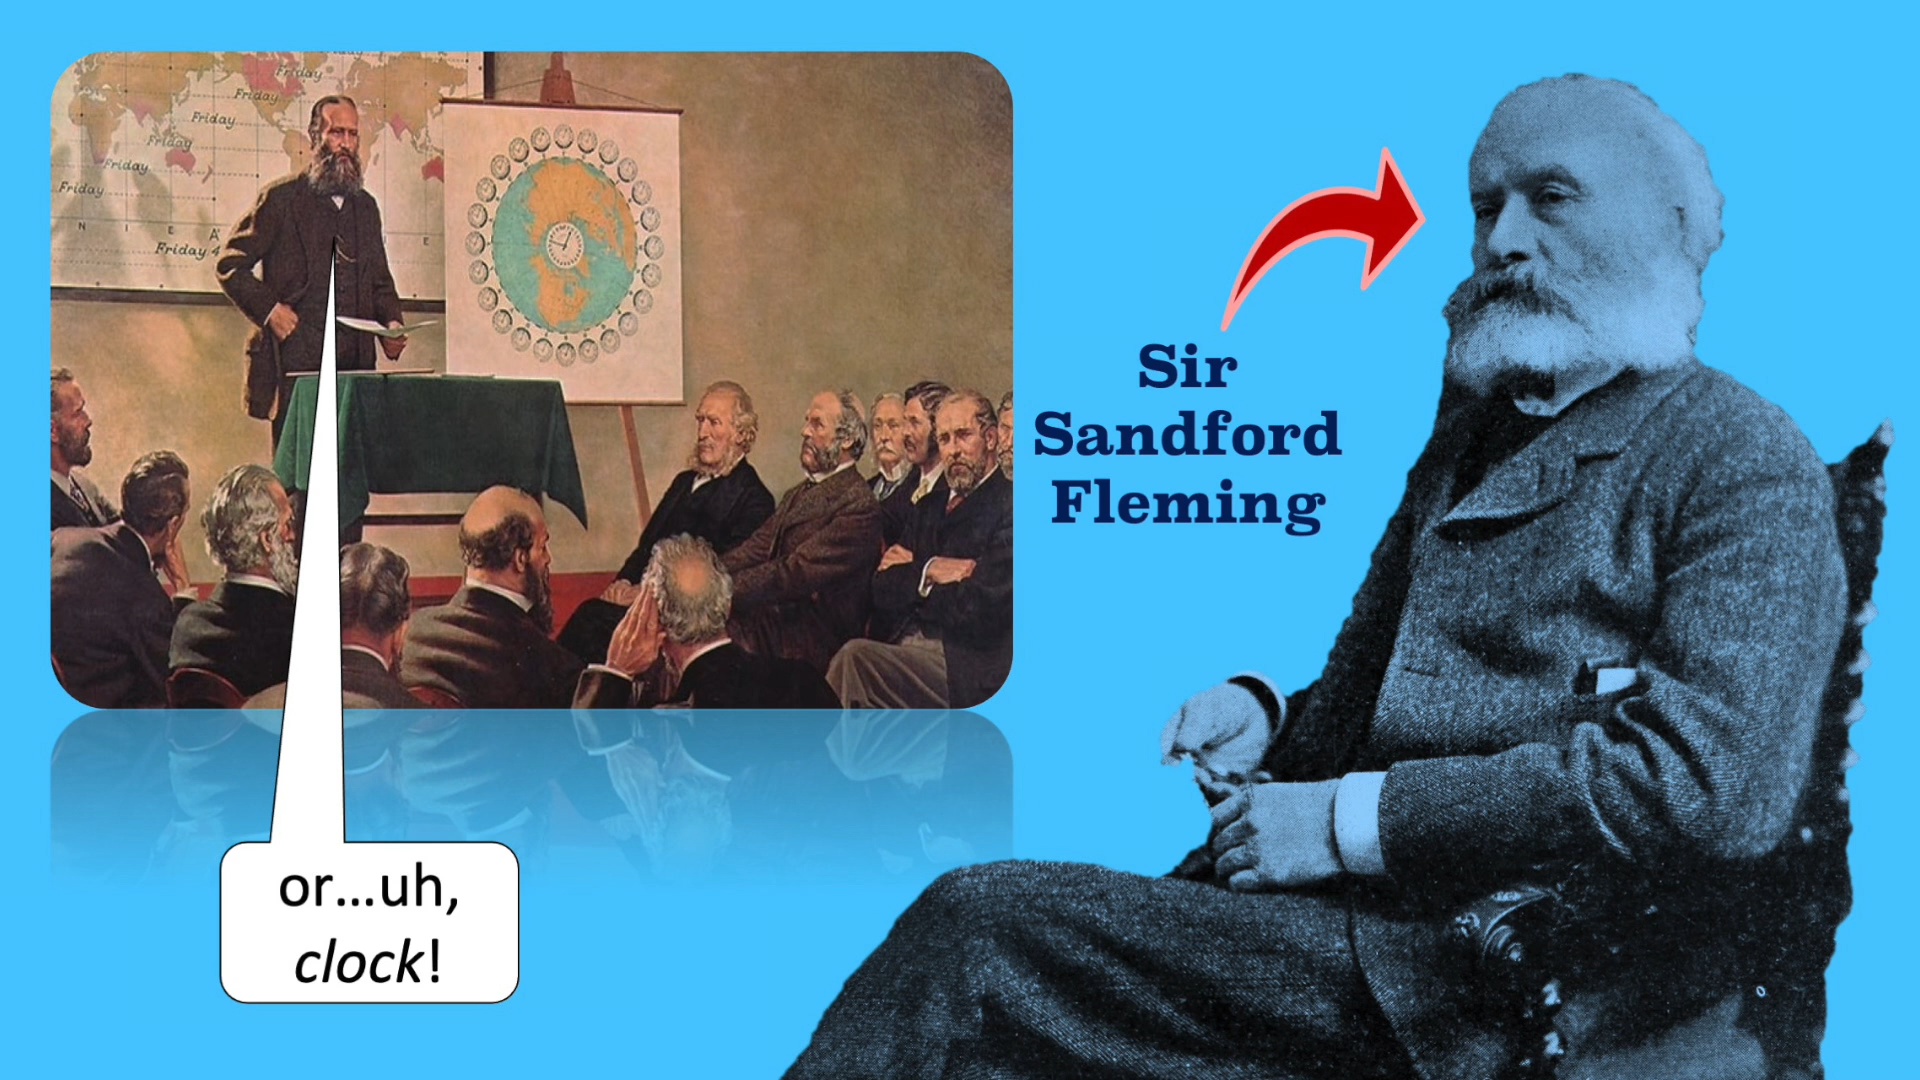 Friday
Friday
Friday
Friday
Friday
Friday
N I E A E
Friday 4
Sir
Sandford
Fleming
or...uh,
clock!